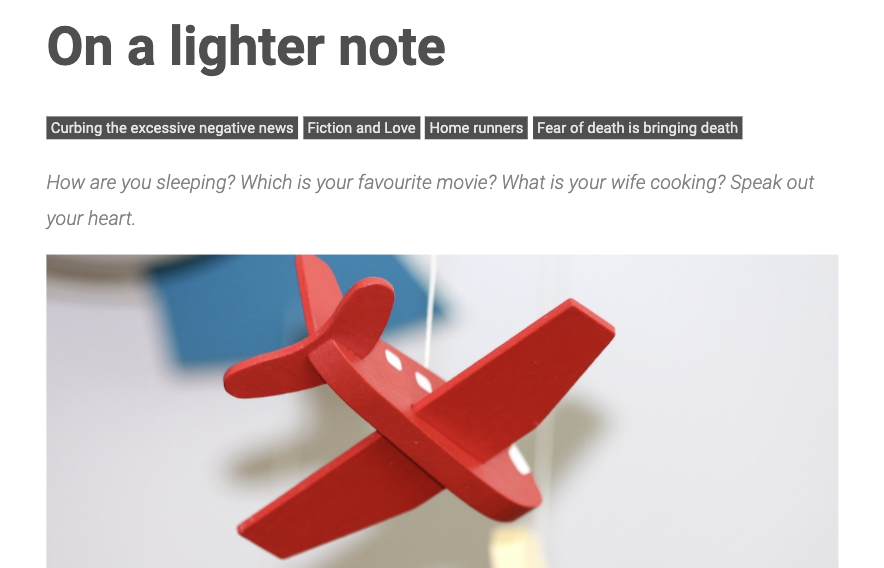 On a lighter note
Curbing the excessive negative news Fiction and Love Home runners Fear of death is bringing death
How are you sleeping? Which is your favourite movie? What is your wife cooking? Speak out
your heart.